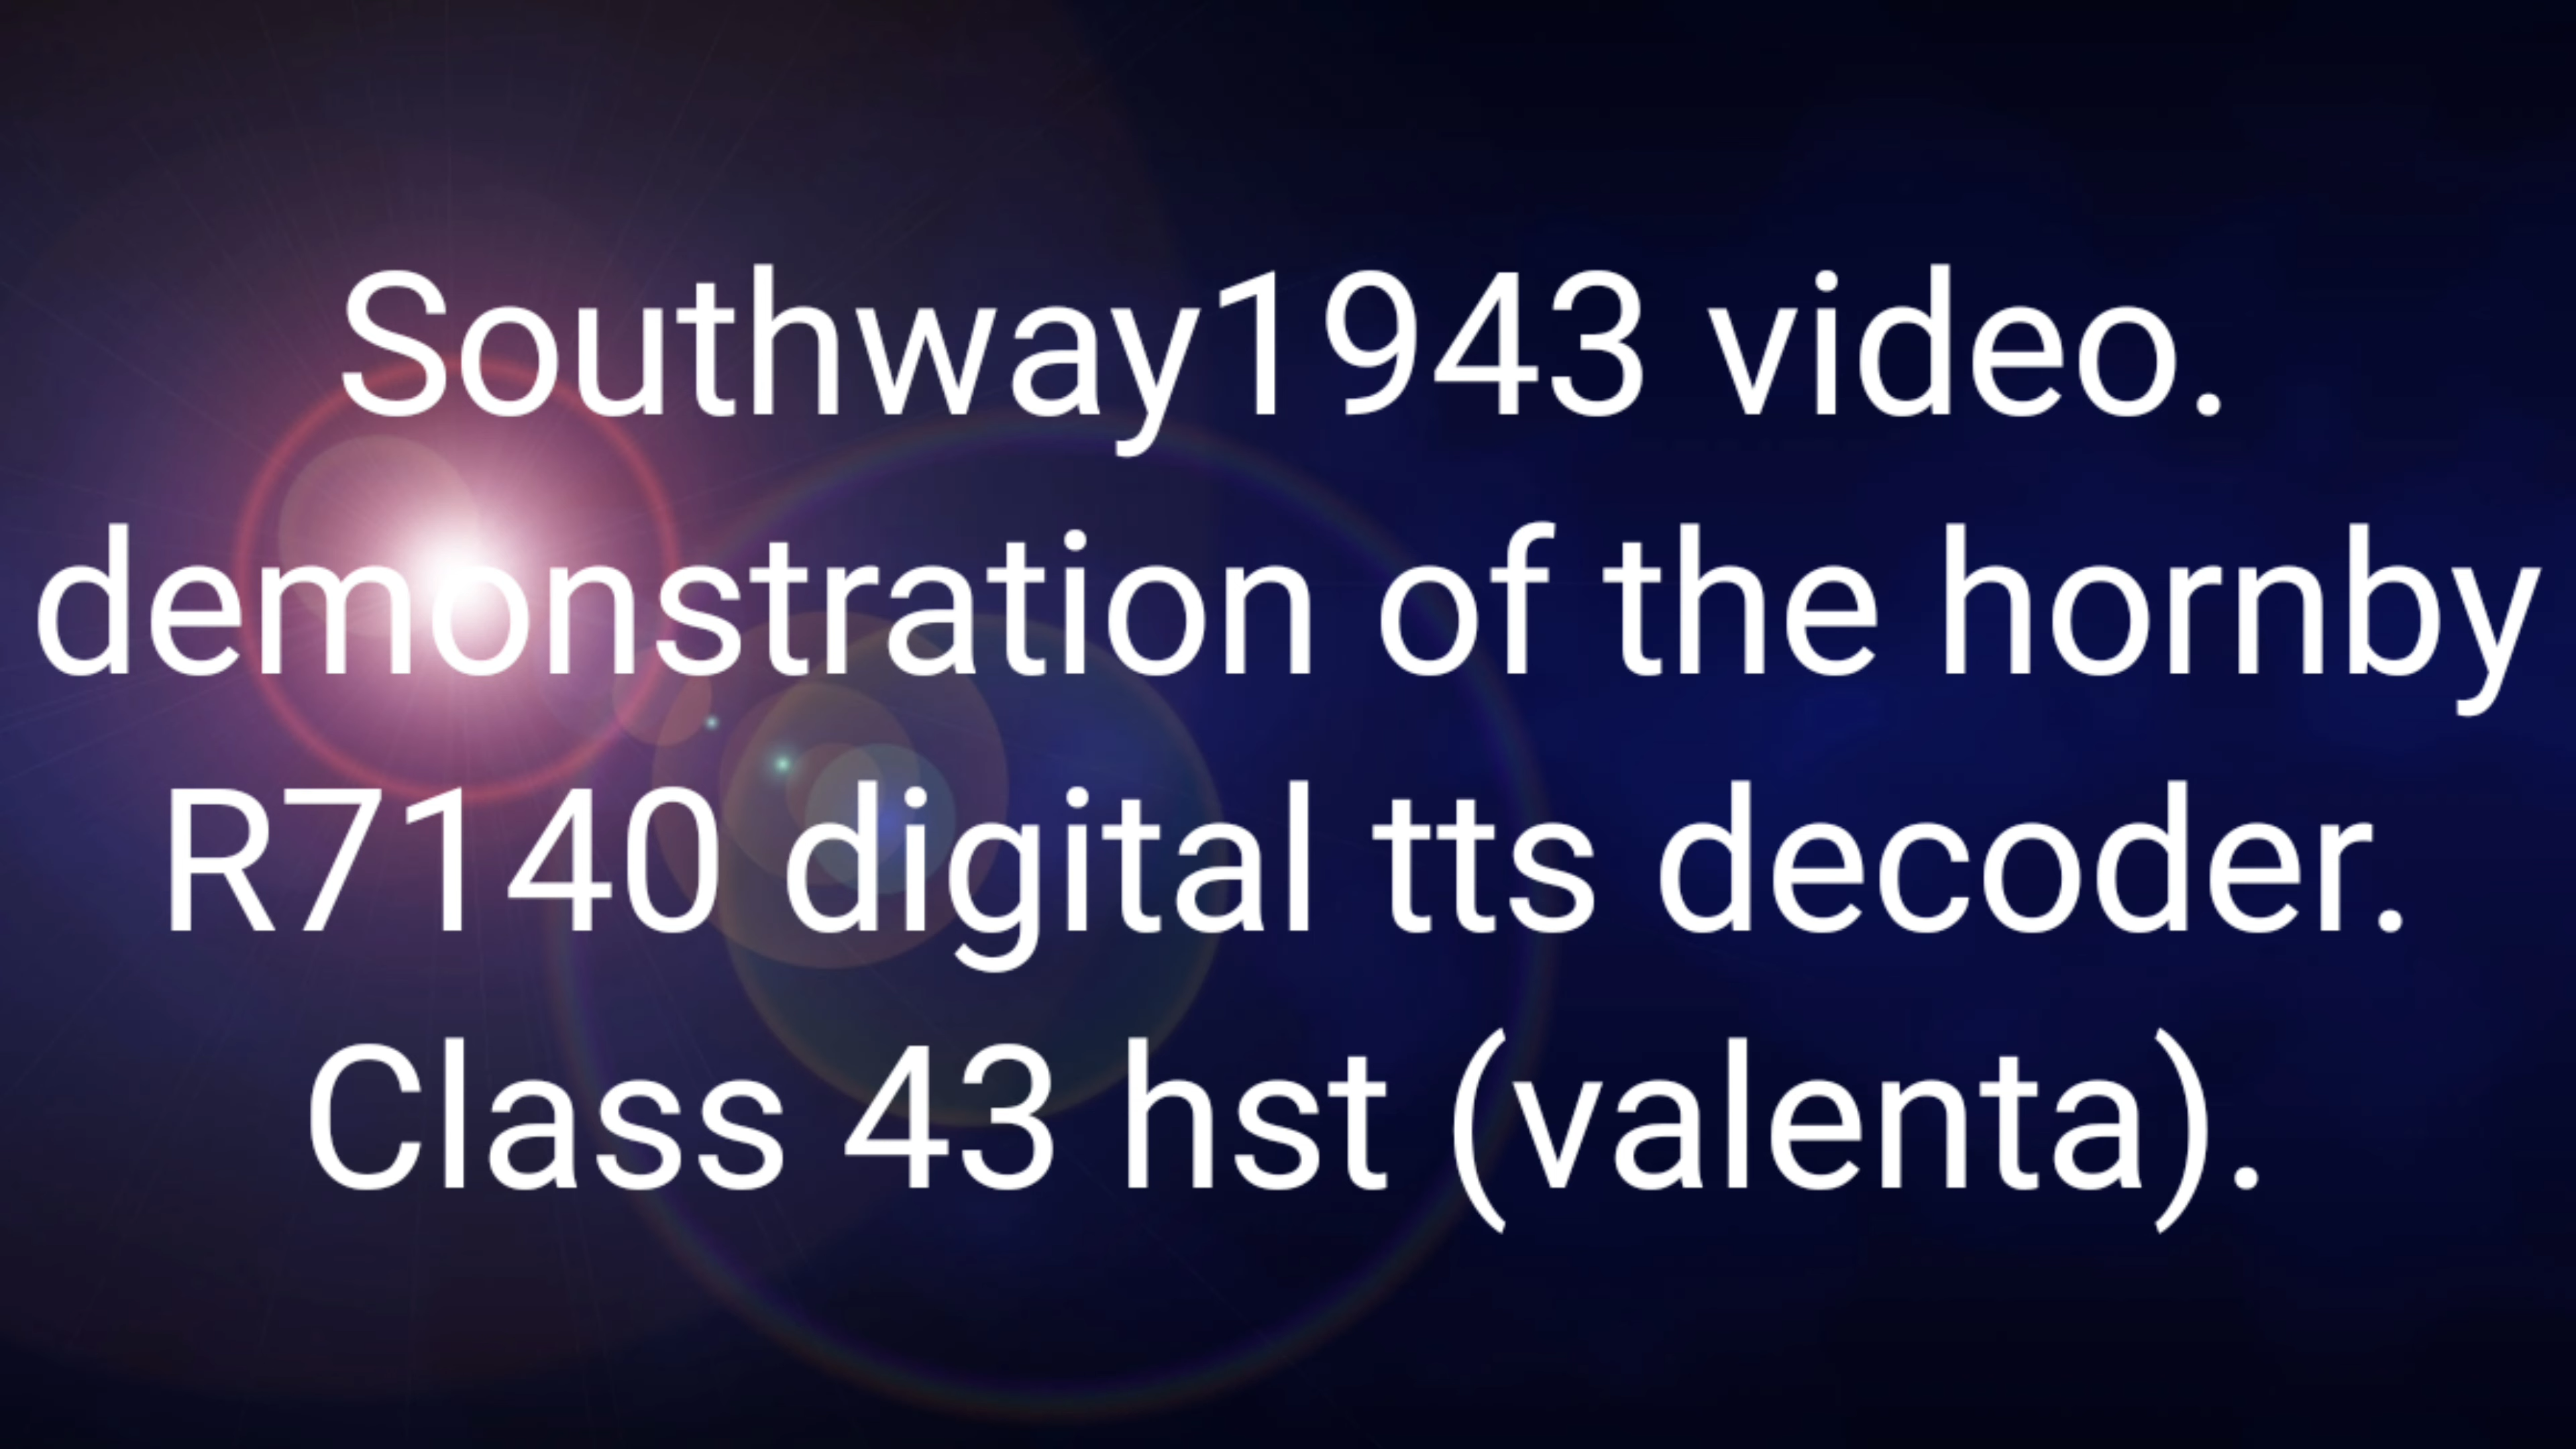 Southway1943 video.
demonstration of the hornby
R7140 digital tts decoder.
Class 43 hst (valenta).